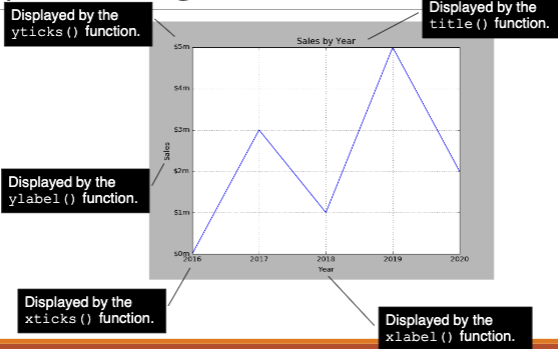 Displayed by the
yticks() function.
Displayed by the
title() function.
Sales by Year
$5m
$4m
$3m
$2m
$1m
$0m
Sales
Displayed by the
ylabel() function.
2016 2017 2018 2019 2020
Year
Displayed by the
xticks() function.
Displayed by the
xlabel() function.